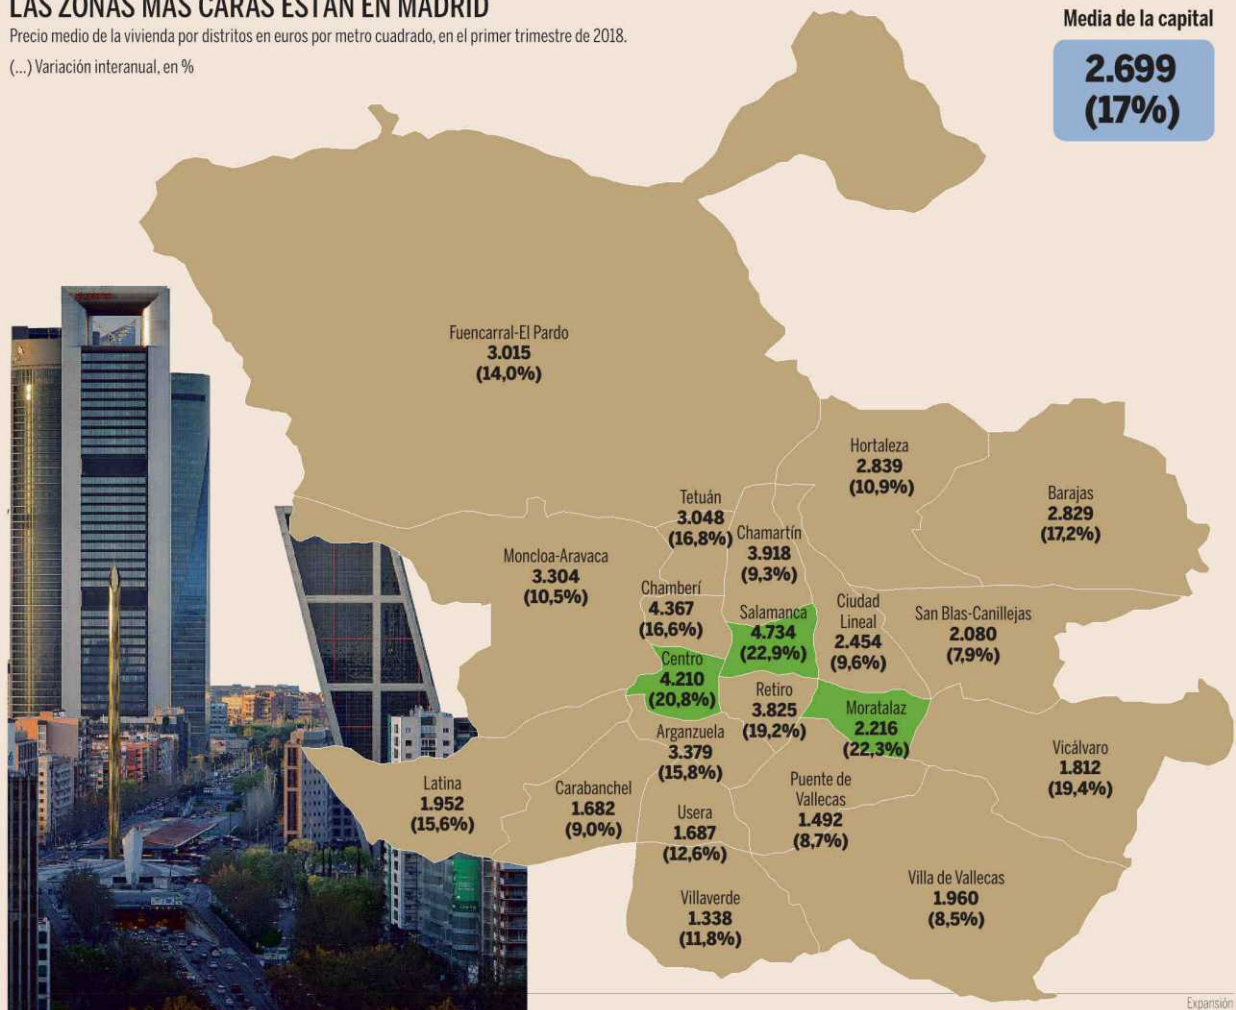 LAS ZONAS MÁS CARAS ESTÁN EN MADRID
Precio medio de la vivienda por distritos en euros por metro cuadrado, en el primer trimestre de 2018.
(...) Variación interanual, en %
Media de la capital
2.699
(17%)
Fuencarral-El Pardo
3.015
(14,0%)
Hortaleza
2.839
(10,9%)
Barajas
2.829
(17,2%)
Tetuán
3.048
(16,8%)
Chamartín
3.918
(9,3%)
Moncloa-Aravaca
3.304
(10,5%)
Chamberí
4.367
(16,6%)
Salamanca
4.734
(22,9%)
Ciudad
Lineal
2.454
(9,6%)
San Blas-Canillejas
2.080
(7,9%)
Centro
4.210
(20,8%)
Retiro
3.825
(19,2%)
Moratalaz
2.216
(22,3%)
Arganzuela
3.379
(15,8%)
Vicálvaro
1.812
(19,4%)
Latina
1.952
(15,6%)
Carabanchel
1.682
(9,0%)
Usera
1.687
(12,6%)
Puente de
Vallecas
1.492
(8,7%)
Villaverde
1.338
(11,8%)
Villa de Vallecas
1.960
(8,5%)
Expansión